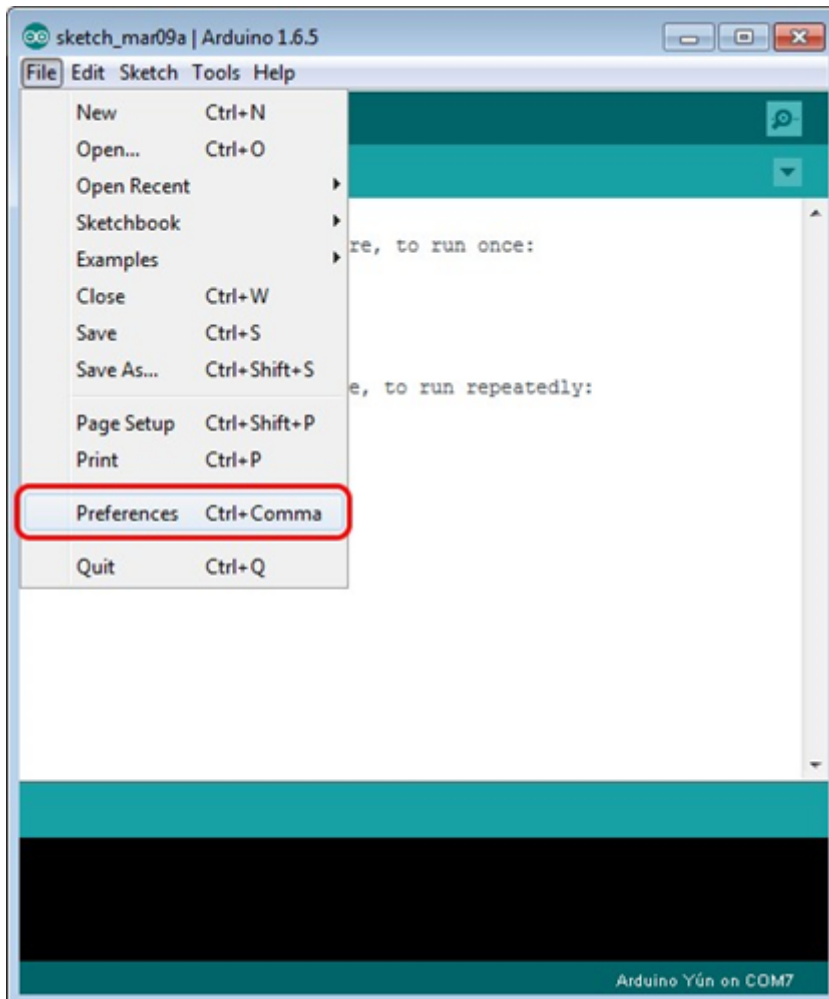 sketch_mar09a | Arduino 1.6.5
File Edit Sketch Tools Help
New Ctrl+N
Open... Ctrl+O
Open Recent
Sketchbook
re, to run once:
Examples
Close Ctrl+W
Save Ctrl+S
Save As... Ctrl+Shift+S
e, to run repeatedly:
Page Setup Ctrl+Shift+P
Print Ctrl+P
Preferences Ctrl+Comma
Quit Ctrl+Q
Arduino Yún on COM7